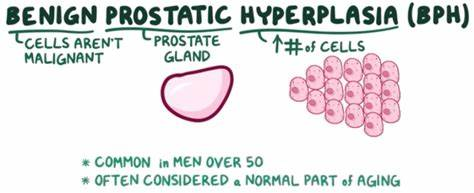 BENIGN PROSTATIC HYPERPLASIA (BPH)
CELLS AREN'T MALIGNANT
PROSTATE GLAND
↑ # of CELLS
* COMMON in MEN OVER 50
* OFTEN CONSIDERED a NORMAL PART of AGING